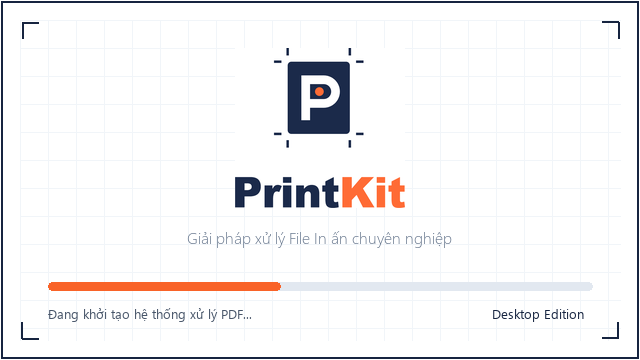 P
PrintKit
Giải pháp xử lý File In ấn chuyên nghiệp
Đang khởi tạo hệ thống xử lý PDF...
Desktop Edition